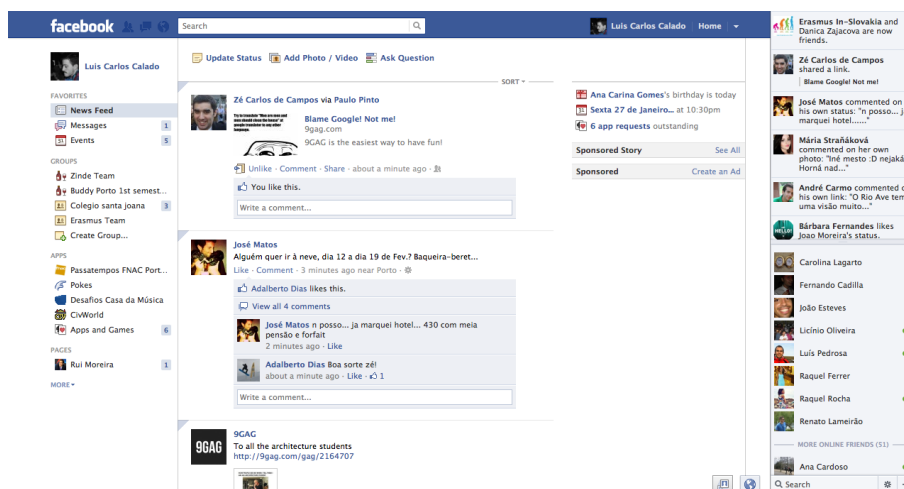 facebook
Search
Luis Carlos Calado
Home
Luis Carlos Calado
FAVORITES
News Feed
Messages 1
Events 5
GROUPS
Zinde Team
Buddy Porto 1st semest...
Colegio santa joana 3
Erasmus Team
Create Group...
APPS
Passatempos FNAC Port...
Pokes
Desafios Casa da Música
CivWorld
Apps and Games 6
PAGES
Rui Moreira 1
MORE
Update Status Add Photo / Video Ask Question
SORT
Zé Carlos de Campos via Paulo Pinto
Blame Google! Not me!
9gag.com
9GAG is the easiest way to have fun!
Unlike · Comment · Share · about a minute ago ·
You like this.
Write a comment...
José Matos
Alguém quer ir à neve, dia 12 a dia 19 de Fev.? Baqueira-beret...
Like · Comment · 3 minutes ago near Porto ·
Adalberto Dias likes this.
View all 4 comments
José Matos n posso... ja marquei hotel... 430 com meia
pensão e forfait
2 minutes ago · Like
Adalberto Dias Boa sorte zé!
about a minute ago · Like · 1
Write a comment...
9GAG
9GAG
To all the architecture students
http://9gag.com/gag/2164707
Ana Carina Gomes's birthday is today
Sexta 27 de Janeiro... at 10:30pm
6 app requests outstanding
Sponsored Story See All
Sponsored Create an Ad
Erasmus In-Slovakia and
Danica Zajacova are now
friends.
Zé Carlos de Campos
shared a link.
Blame Google! Not me!
José Matos commented on
his own status: "n posso... j
marquei hotel......"
Mária Straňáková
commented on her own
photo: "Iné mesto :D nejaká
Horná nad..."
André Carmo commented o
his own link: "O Rio Ave tem
uma visão muito..."
HELLO!
Bárbara Fernandes likes
Joao Moreira's status.
Carolina Lagarto
Fernando Cadilla
João Esteves
Licínio Oliveira
Luís Pedrosa
Raquel Ferrer
Raquel Rocha
Renato Lameirão
MORE ONLINE FRIENDS (51)
Ana Cardoso
Search